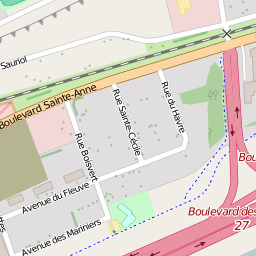 Sauriol
Boulevard Sainte-Anne
Rue Sainte-Cécile
Rue du Havre
Rue Boisvert
Avenue du Fleuve
Boulevard des
27
Avenue des Mariniers